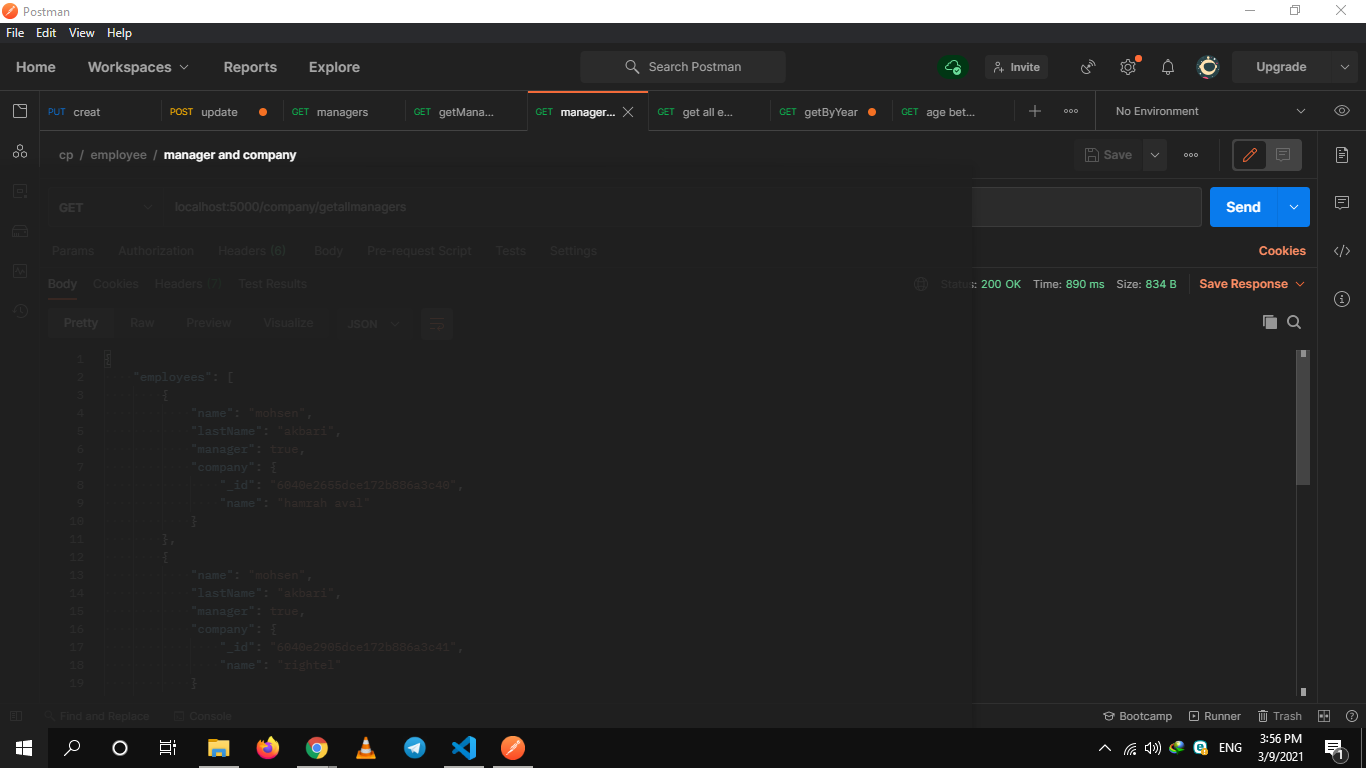 Postman
File Edit View Help
Home Workspaces Reports Explore Search Postman Invite Upgrade
PUT creat POST update GET managers GET getMana... GET manager... GET get all e... GET getByYear GET age bet... No Environment
cp / employee / manager and company Save
GET localhost:5000/company/getallmanagers Send
Params Authorization Headers (6) Body Pre-request Script Tests Settings Cookies
Body Cookies Headers (7) Test Results Status: 200 OK Time: 890 ms Size: 834 B Save Response
Pretty Raw Preview Visualize JSON
1 {
2 "employees": [
3 {
4 "name": "mohsen",
5 "lastName": "akbari",
6 "manager": true,
7 "company": {
8 "_id":
9 "name": "hamrah aval"
10 }
11 },
12 {
13 "name": "mohsen",
14 "lastName": "akbari",
15 "manager": true,
16 "company": {
17 "_id":
18 "name": "rightel"
19 }
Find and Replace Console Bootcamp Runner Trash
ENG 3:56 PM
3/9/2021 1